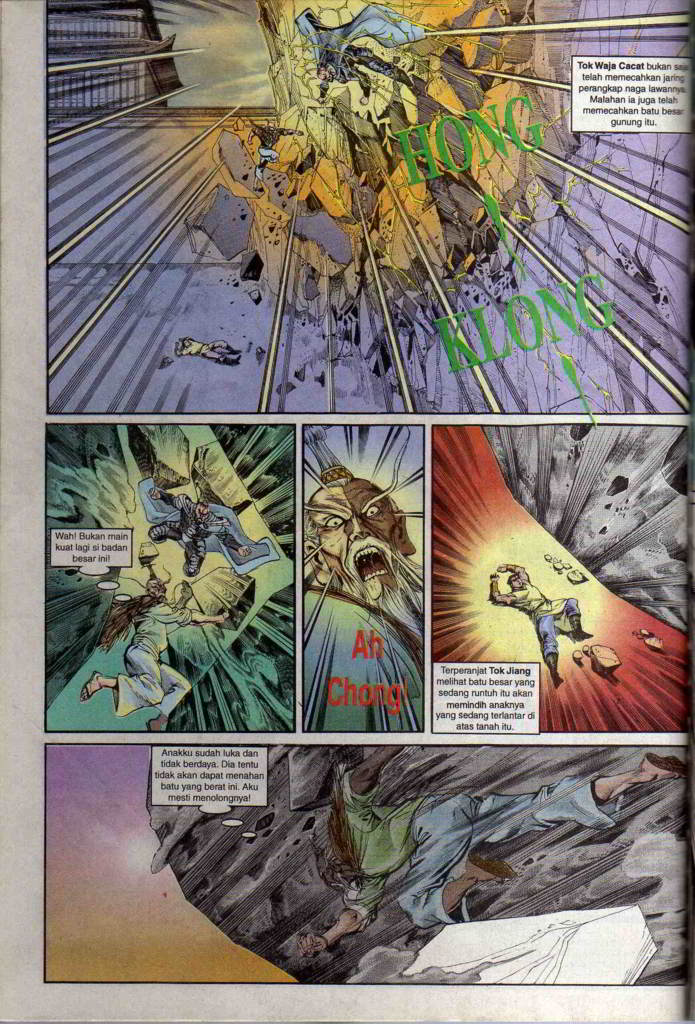 Tok Waja Cacat bukan saja
telah memecahkan jaring
perangkap naga lawannya.
Malahan ia juga telah
memecahkan batu besar
gunung itu.
HONG
!
KLONG
!
Wah! Bukan main
kuat lagi si badan
besar ini!
Ah
Chong!
Terperanjat Tok Jiang
melihat batu besar yang
sedang runtuh itu akan
memindih anaknya
yang sedang terlantar di
atas tanah itu.
Anakku sudah luka dan
tidak berdaya. Dia tentu
tidak akan dapat menahan
batu yang berat ini. Aku
mesti menolongnya!